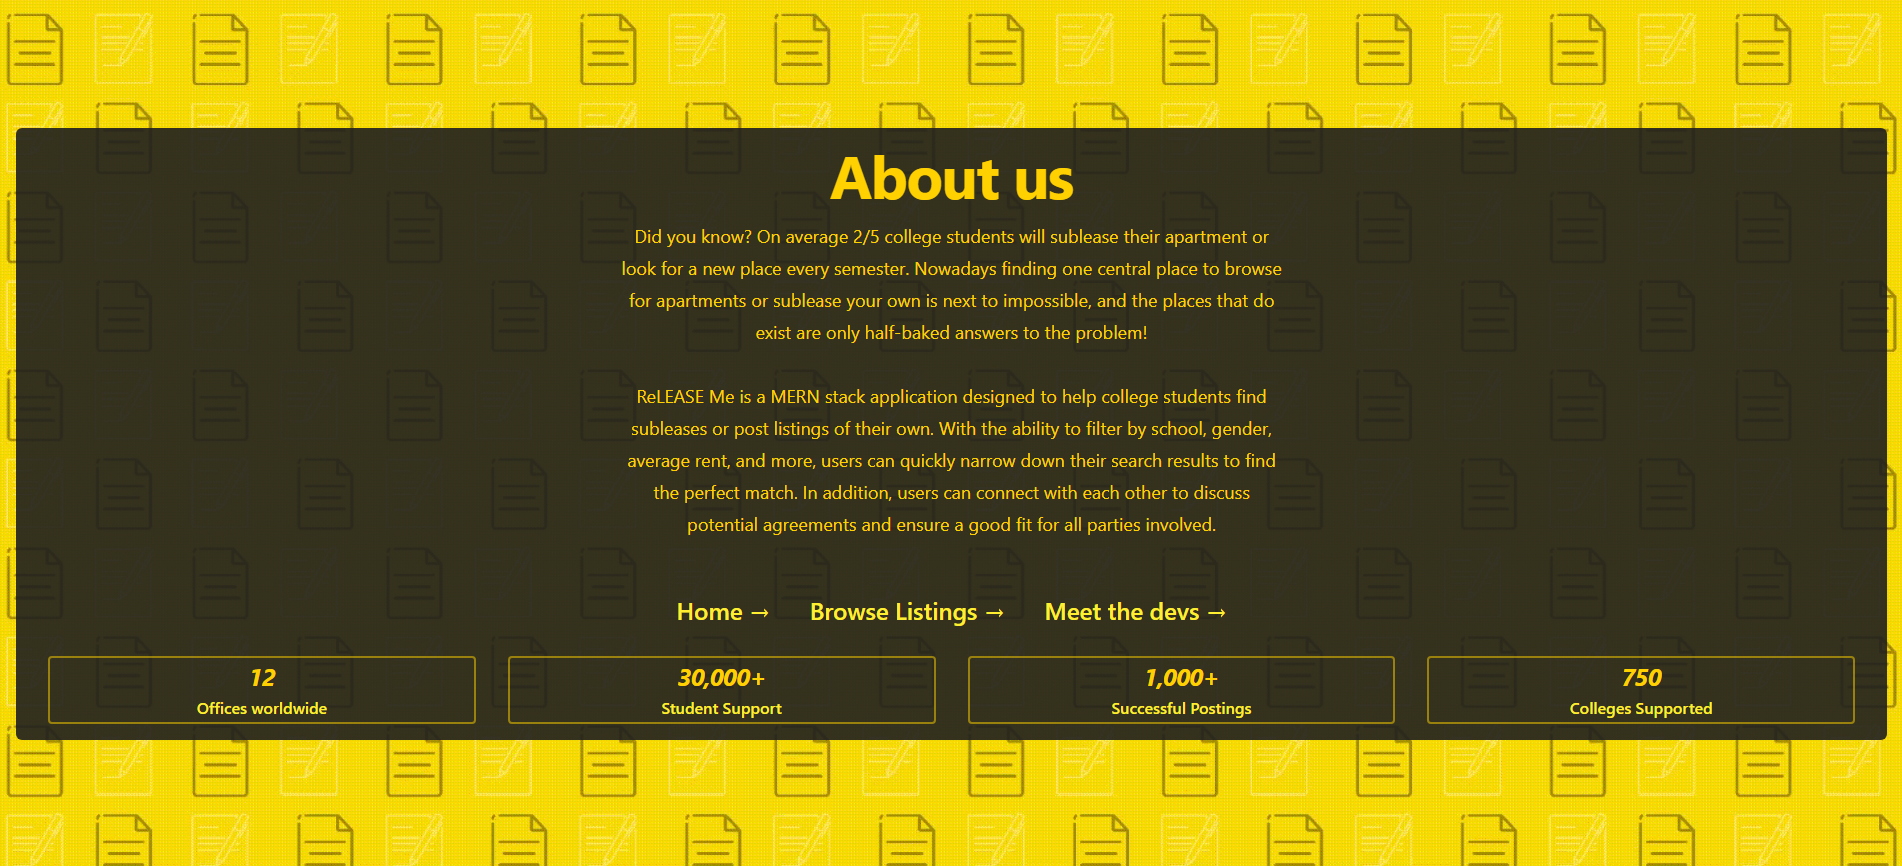 About us
Did you know? On average 2/5 college students will sublease their apartment or
look for a new place every semester. Nowadays finding one central place to browse
for apartments or sublease your own is next to impossible, and the places that do
exist are only half-baked answers to the problem!
ReLEASE Me is a MERN stack application designed to help college students find
subleases or post listings of their own. With the ability to filter by school, gender,
average rent, and more, users can quickly narrow down their search results to find
the perfect match. In addition, users can connect with each other to discuss
potential agreements and ensure a good fit for all parties involved.
Home → Browse Listings → Meet the devs →
12
Offices worldwide
30,000+
Student Support
1,000+
Successful Postings
750
Colleges Supported